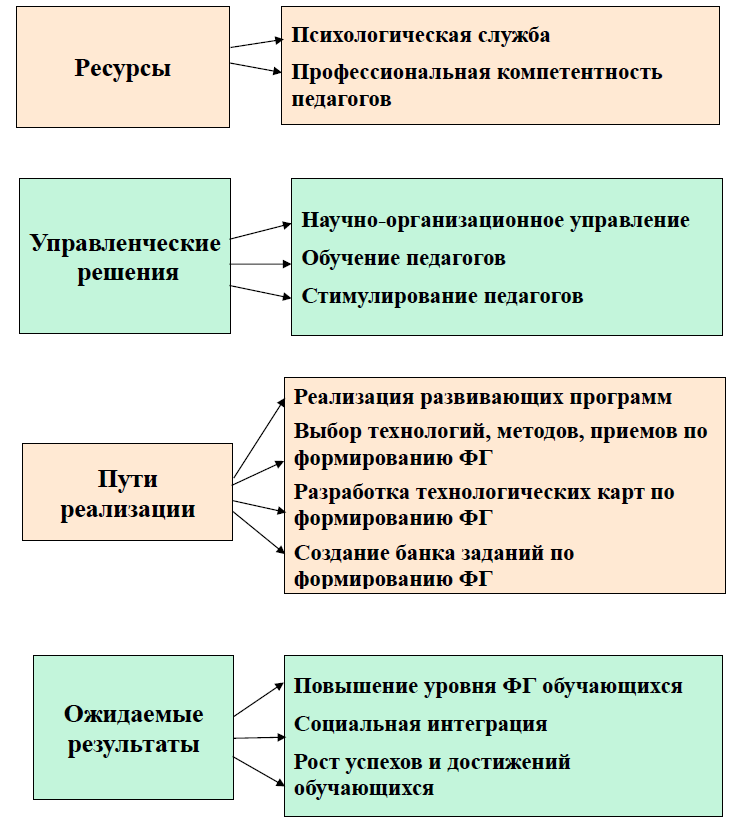 Ресурсы
Психологическая служба
Профессиональная компетентность
педагогов
Управленческие
решения
Научно-организационное управление
Обучение педагогов
Стимулирование педагогов
Пути
реализации
Реализация развивающих программ
Выбор технологий, методов, приемов по
формированию ФГ
Разработка технологических карт по
формированию ФГ
Создание банка заданий по
формированию ФГ
Ожидаемые
результаты
Повышение уровня ФГ обучающихся
Социальная интеграция
Рост успехов и достижений
обучающихся